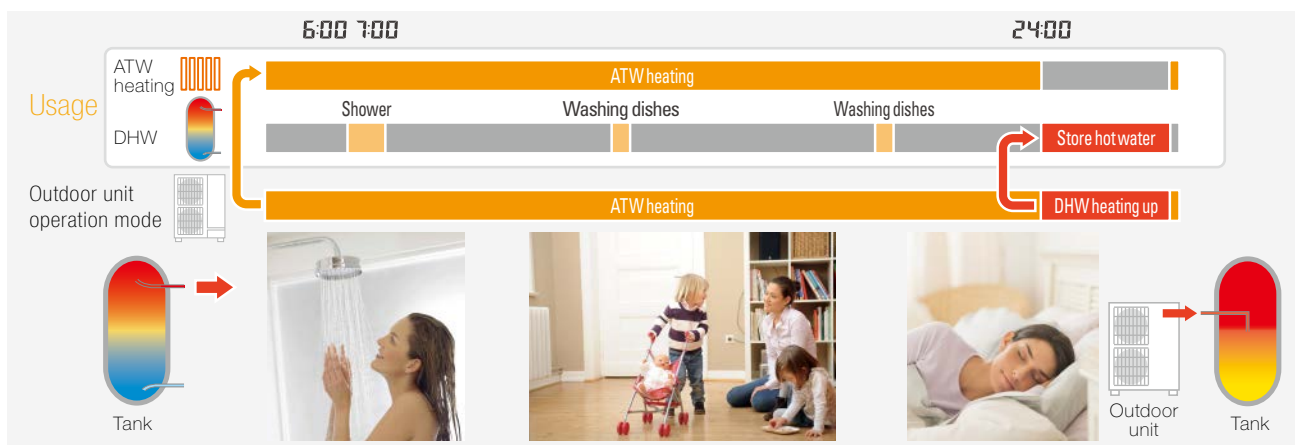 6:00 7:00 24:00
Usage
ATW
heating
ATW heating
Shower Washing dishes Washing dishes
DHW
Store hot water
Outdoor unit
operation mode
ATW heating DHW heating up
Tank
Outdoor
unit
Tank